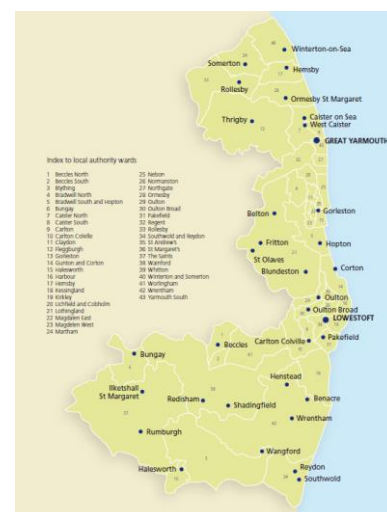 Winterton-on-Sea
Somerton
Hemsby
Rollesby
Ormesby St Margaret
Thrigby
Caister on Sea
West Caister
GREAT YARMOUTH
Index to local authority wards
1 Beccles North
2 Beccles South
3 Blything
4 Bradwell North
5 Bradwell South and Hopton
6 Bungay
7 Caister North
8 Caister South
9 Carlton
10 Carlton Colville
11 Claydon
12 Fleggburgh
13 Gorleston
14 Gunton and Corton
15 Halesworth
16 Harbour
17 Hemsby
18 Kessingland
19 Kirkley
20 Lichfield and Cobholm
21 Lothingland
22 Magdalen East
23 Magdalen West
24 Martham
25 Nelson
26 Normanston
27 Northgate
28 Ormesby
29 Oulton
30 Oulton Broad
31 Pakefield
32 Regent
33 Rollesby
34 Southwold and Reydon
35 St Andrew's
36 St Margaret's
37 The Saints
38 Wainford
39 Whitton
40 Winterton and Somerton
41 Worlingham
42 Wrentham
43 Yarmouth South
Belton
Gorleston
Fritton
Hopton
St Olaves
Blundeston
Corton
Oulton
Oulton Broad
LOWESTOFT
Carlton Colville
Pakefield
Beccles
Bungay
Henstead
Ilketshall
St Margaret
Redisham
Shadingfield
Benacre
Wrentham
Rumburgh
Wangford
Halesworth
Reydon
Southwold